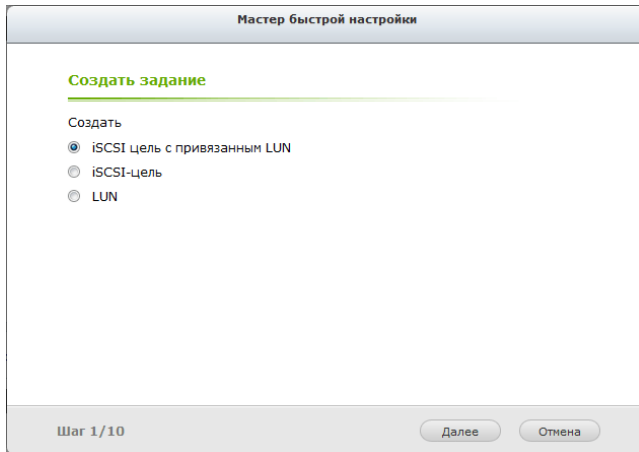 Мастер быстрой настройки
Создать задание
Создать
iSCSI цель с привязанным LUN
iSCSI-цель
LUN
Шаг 1/10
Далее
Отмена